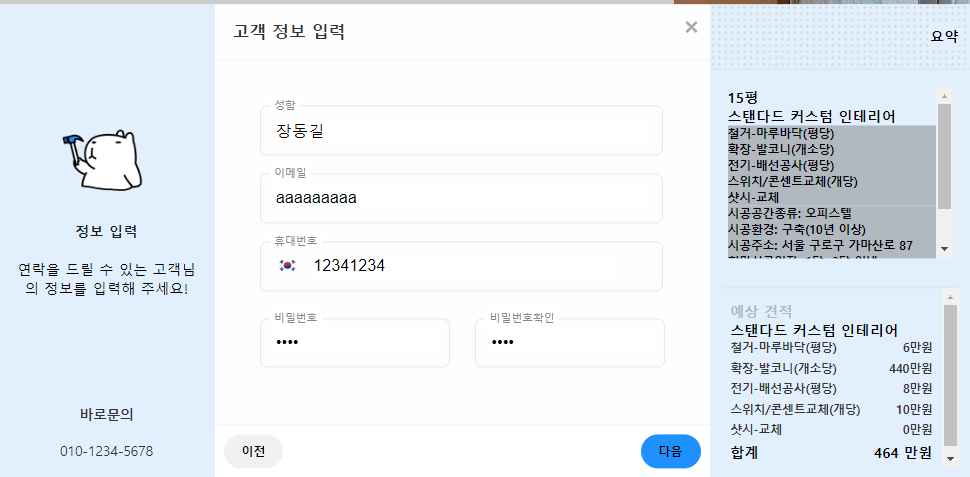 정보 입력
연락을 드릴 수 있는 고객님
의 정보를 입력해 주세요!
바로문의
010-1234-5678
고객 정보 입력
×
성함
장동길
이메일
aaaaaaaaa
휴대번호
12341234
비밀번호
••••
비밀번호확인
••••
이전
다음
요약
15평
스탠다드 커스텀 인테리어
철거-마루바닥(평당)
확장-발코니(개소당)
전기-배선공사(평당)
스위치/콘센트교체(개당)
샷시-교체
시공공간종류: 오피스텔
시공환경: 구축(10년 이상)
시공주소: 서울 구로구 가마산로 87
예상 견적
스탠다드 커스텀 인테리어
철거-마루바닥(평당) 6만원
확장-발코니(개소당) 440만원
전기-배선공사(평당) 8만원
스위치/콘센트교체(개당) 10만원
샷시-교체 0만원
합계 464 만원